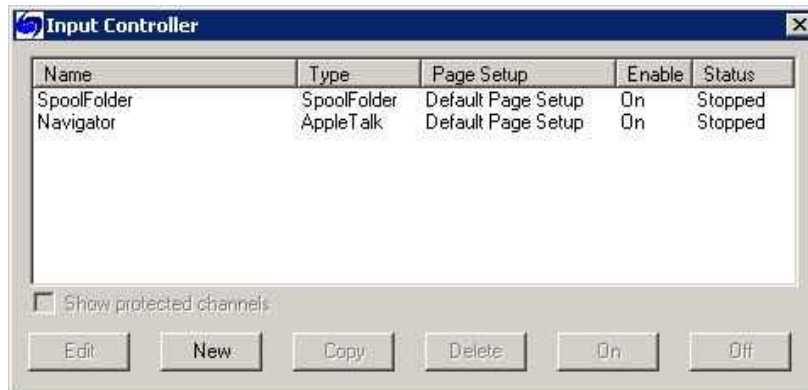 Input Controller
Name Type Page Setup Enable Status
SpoolFolder SpoolFolder Default Page Setup On Stopped
Navigator AppleTalk Default Page Setup On Stopped
Show protected channels
Edit New Copy Delete On Off